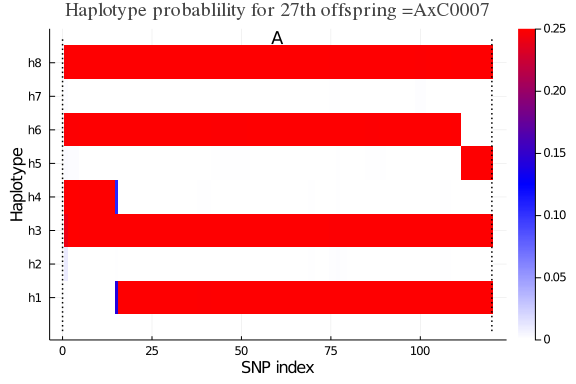 Haplotype probablility for 27th offspring =AxC0007
A
h8
h7
h6
h5
h4
h3
h2
h1
Haplotype
0
25
50
75
100
SNP index
0.25
0.20
0.15
0.10
0.05
0